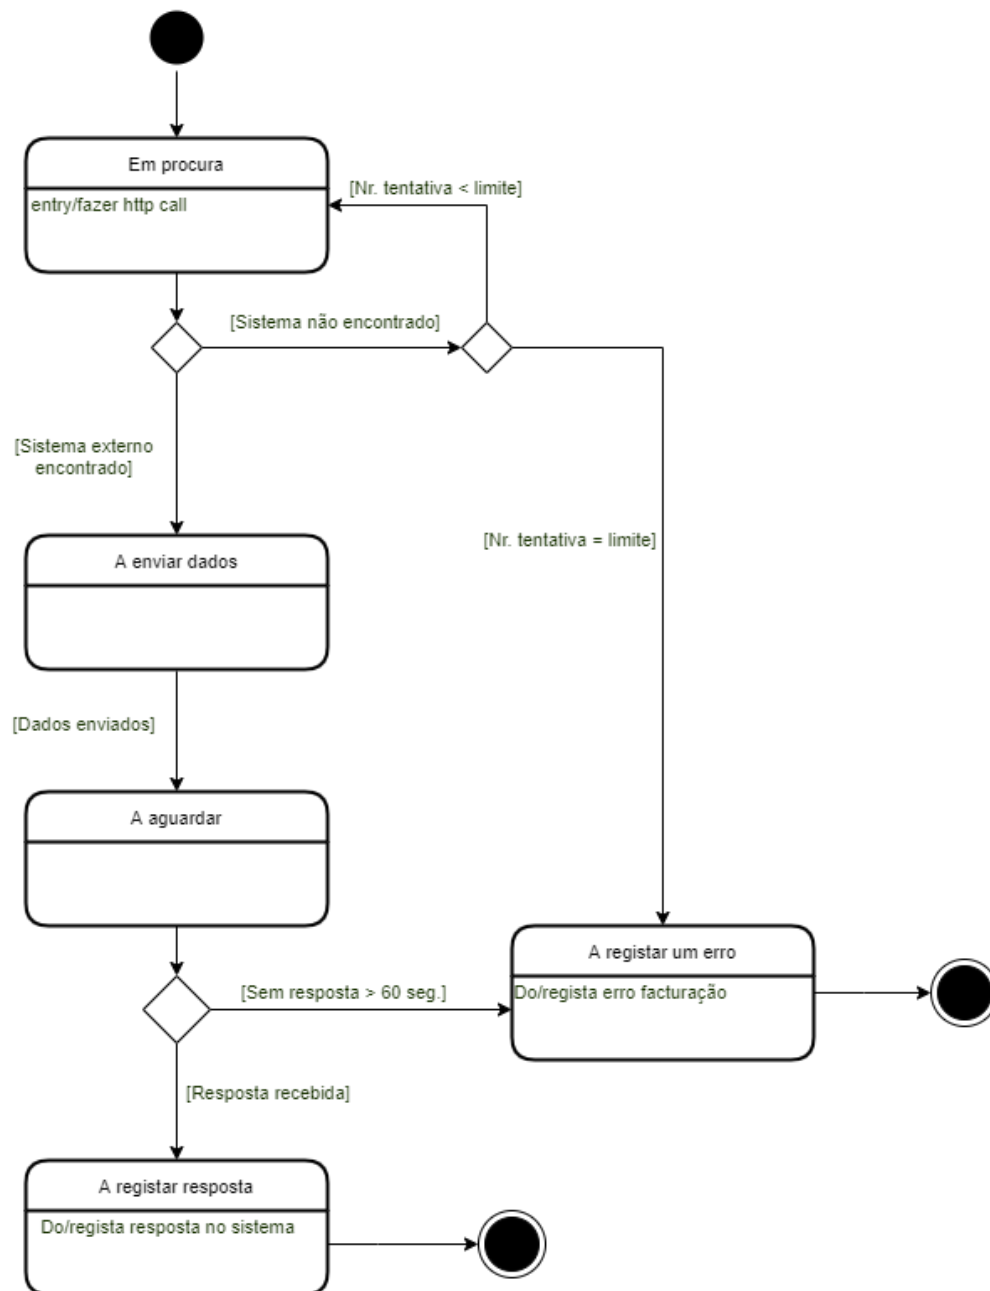 Em procura
entry/fazer http call
[Nr. tentativa < limite]
[Sistema não encontrado]
[Sistema externo
encontrado]
[Nr. tentativa = limite]
A enviar dados
[Dados enviados]
A aguardar
[Sem resposta > 60 seg.]
A registar um erro
Do/regista erro facturação
[Resposta recebida]
A registar resposta
Do/regista resposta no sistema